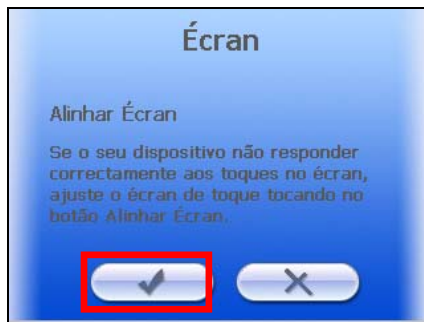 Écran
Alinhar Écran
Se o seu dispositivo não responder
correctamente aos toques no écran,
ajuste o écran de toque tocando no
botão Alinhar Écran.